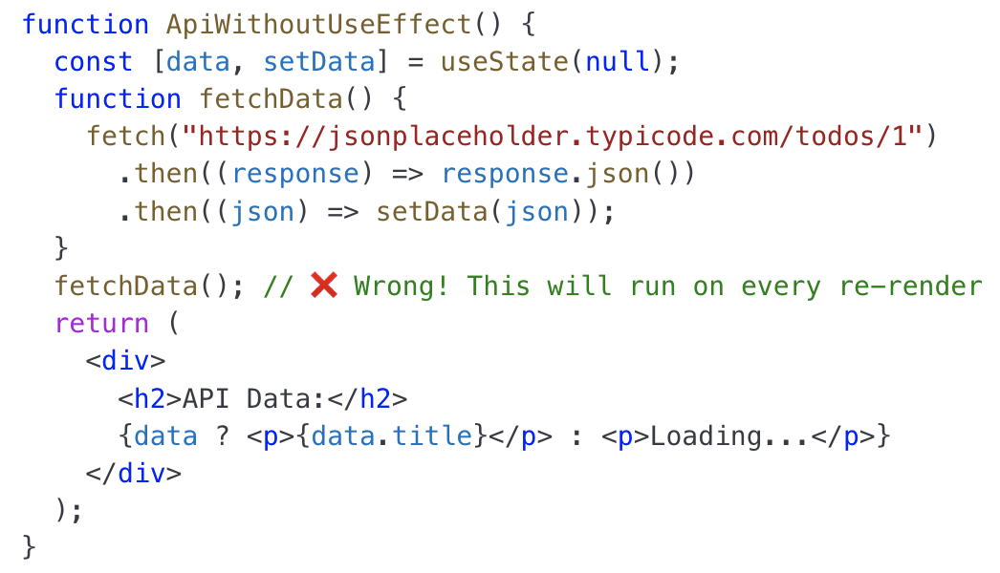 function ApiWithoutUseEffect() {
  const [data, setData] = useState(null);
  function fetchData() {
    fetch("https://jsonplaceholder.typicode.com/todos/1")
      .then((response) => response.json())
      .then((json) => setData(json));
  }
  fetchData(); // ❌ Wrong! This will run on every re-render
  return (
    <div>
      <h2>API Data:</h2>
      {data ? <p>{data.title}</p> : <p>Loading...</p>}
    </div>
  );
}